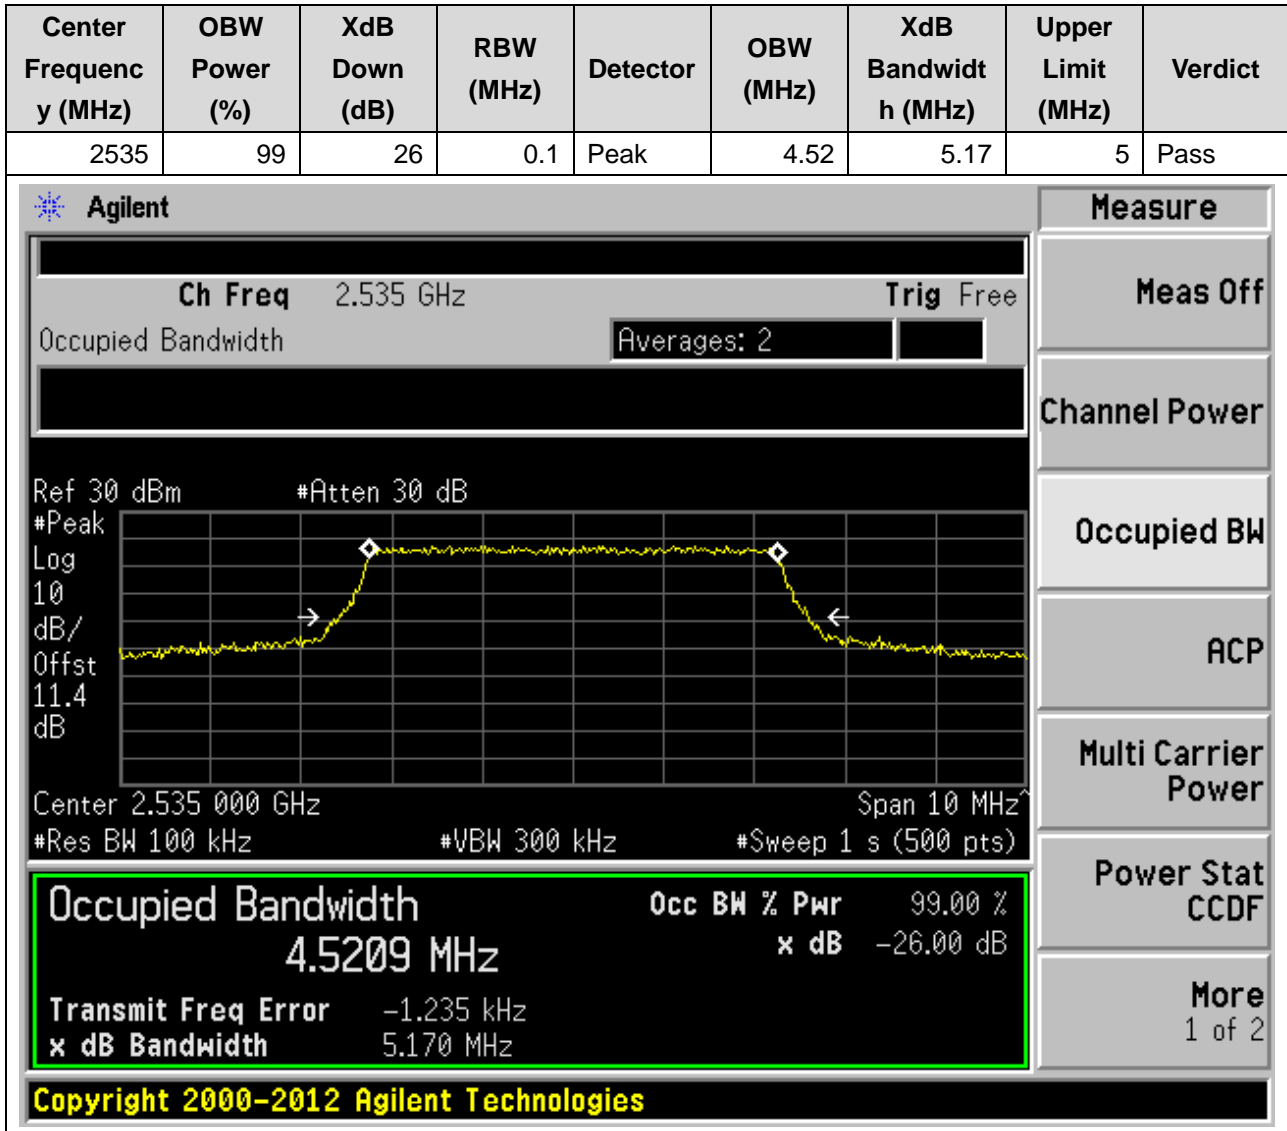 Center Frequenc y (MHz) OBW Power (%) XdB Down (dB) RBW (MHz) Detector OBW (MHz) XdB Bandwidt h (MHz) Upper Limit (MHz) Verdict
2535 99 26 0.1 Peak 4.52 5.17 5 Pass
Agilent
Measure
Ch Freq 2.535 GHz Trig Free
Meas Off
Occupied Bandwidth Averages: 2
Channel Power
Ref 30 dBm #Atten 30 dB
#Peak
Log
10
dB/
Offst
11.4
dB
Occupied BW
ACP
Multi Carrier
Power
Center 2.535 000 GHz Span 10 MHz^
#Res BW 100 kHz #VBW 300 kHz #Sweep 1 s (500 pts)
Power Stat
CCDF
Occupied Bandwidth Occ BW % Pwr 99.00 %
4.5209 MHz x dB -26.00 dB
Transmit Freq Error -1.235 kHz
x dB Bandwidth 5.170 MHz
More
1 of 2
Copyright 2000-2012 Agilent Technologies